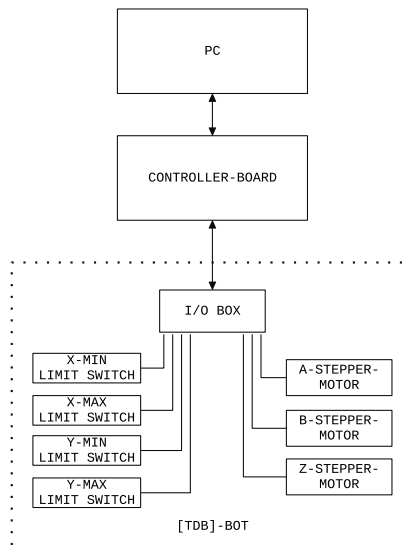 PC
CONTROLLER-BOARD
I/O BOX
X-MIN
LIMIT SWITCH
X-MAX
LIMIT SWITCH
Y-MIN
LIMIT SWITCH
Y-MAX
LIMIT SWITCH
A-STEPPER-
MOTOR
B-STEPPER-
MOTOR
Z-STEPPER-
MOTOR
[TDB]-BOT